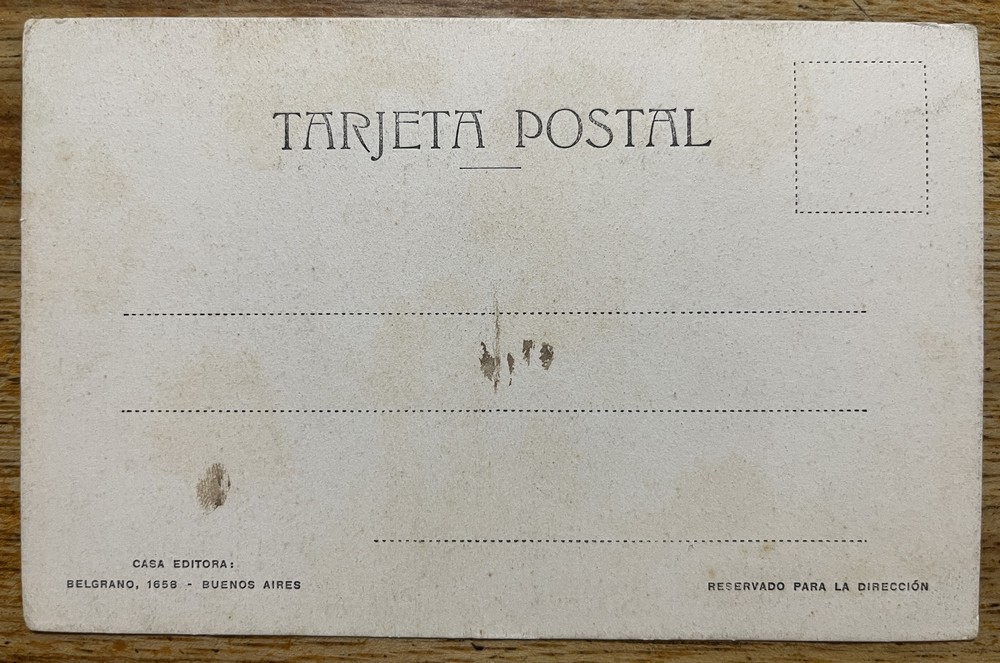 TARJETA POSTAL
CASA EDITORA:
BELGRANO, 1658 - BUENOS AIRES
RESERVADO PARA LA DIRECCIÓN